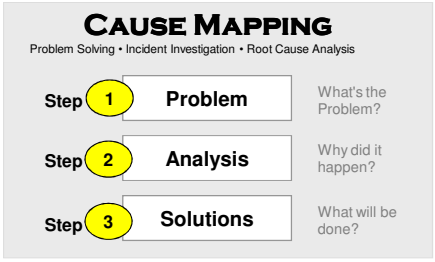 CAUSE MAPPING
Problem Solving • Incident Investigation • Root Cause Analysis
Step 1 Problem What's the
Problem?
Step 2 Analysis Why did it
happen?
Step 3 Solutions What will be
done?